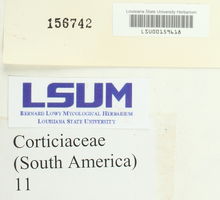 156742
Louisiana State University Herbarium
LSU00159618
LSUM
BERNARD LOWY MYCOLOGICAL HERBARIUM
LOUISIANA STATE UNIVERSITY
Corticiaceae
(South America)
11